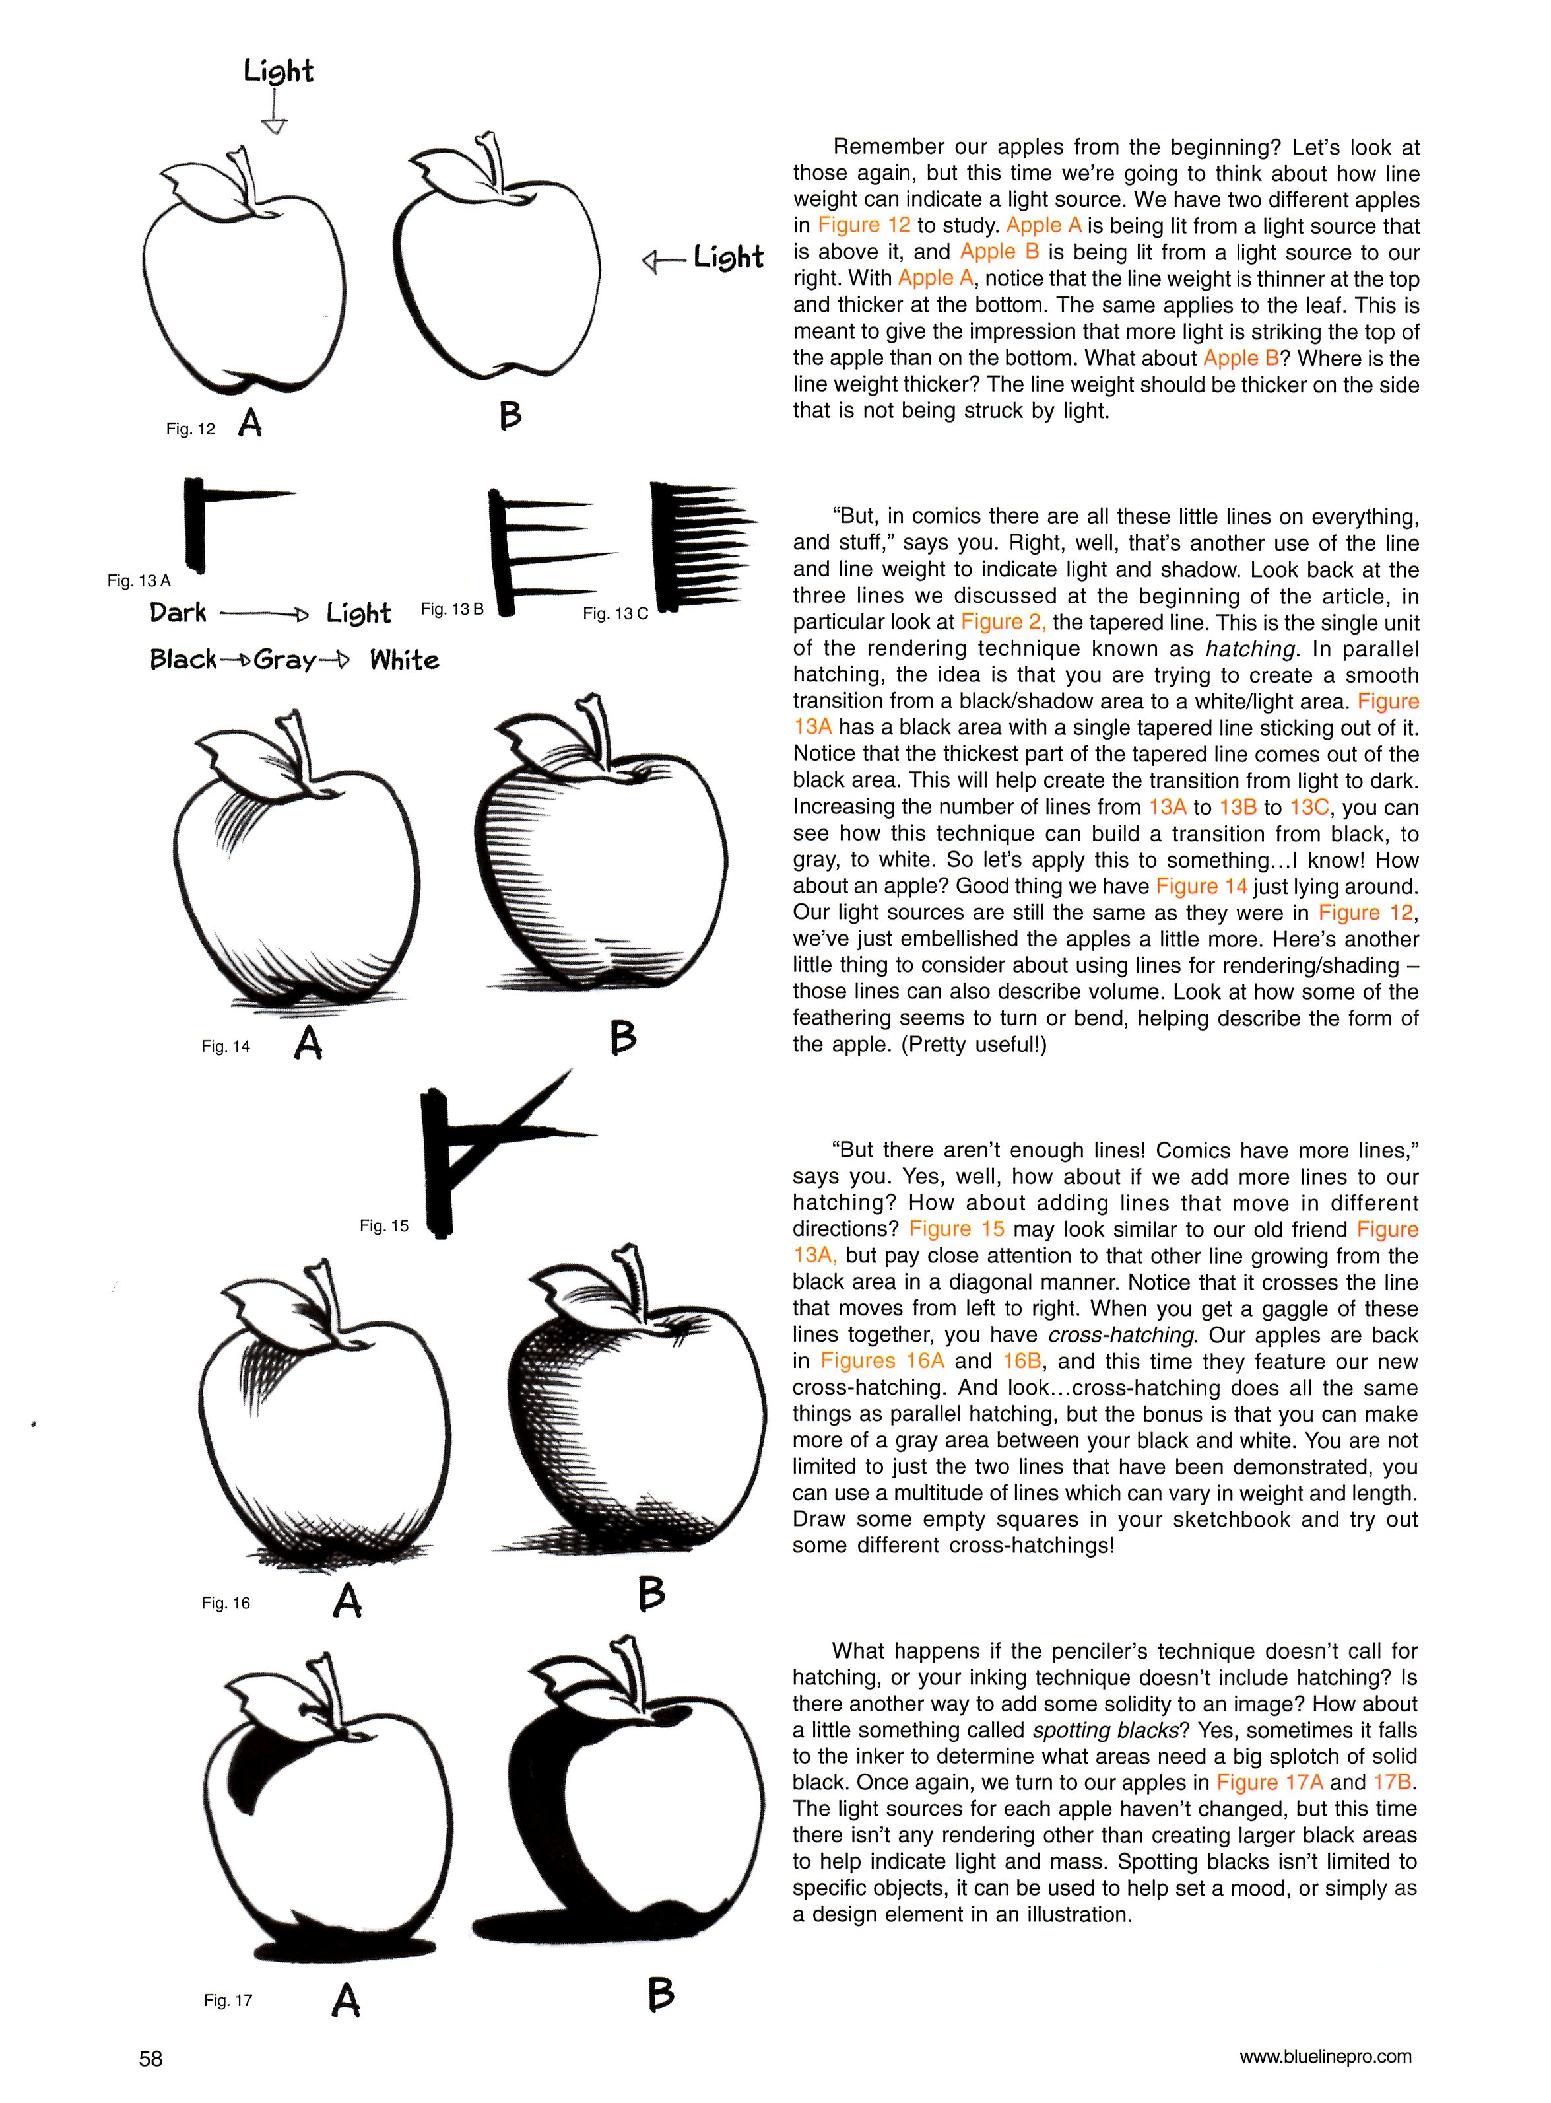 Light
Light
Fig. 12 A
B
Remember our apples from the beginning? Let's look at
those again, but this time we're going to think about how line
weight can indicate a light source. We have two different apples
in Figure 12 to study. Apple A is being lit from a light source that
is above it, and Apple B is being lit from a light source to our
right. With Apple A, notice that the line weight is thinner at the top
and thicker at the bottom. The same applies to the leaf. This is
meant to give the impression that more light is striking the top of
the apple than on the bottom. What about Apple B? Where is the
line weight thicker? The line weight should be thicker on the side
that is not being struck by light.
Fig. 13 A
Fig. 13 B
Fig. 13 C
Dark Light
Black Gray White
Fig. 14 A
B
“But, in comics there are all these little lines on everything,
and stuff,” says you. Right, well, that's another use of the line
and line weight to indicate light and shadow. Look back at the
three lines we discussed at the beginning of the article, in
particular look at Figure 2, the tapered line. This is the single unit
of the rendering technique known as hatching. In parallel
hatching, the idea is that you are trying to create a smooth
transition from a black/shadow area to a white/light area. Figure
13A has a black area with a single tapered line sticking out of it.
Notice that the thickest part of the tapered line comes out of the
black area. This will help create the transition from light to dark.
Increasing the number of lines from 13A to 13B to 13C, you can
see how this technique can build a transition from black, to
gray, to white. So let's apply this to something...I know! How
about an apple? Good thing we have Figure 14 just lying around.
Our light sources are still the same as they were in Figure 12,
we've just embellished the apples a little more. Here's another
little thing to consider about using lines for rendering/shading –
those lines can also describe volume. Look at how some of the
feathering seems to turn or bend, helping describe the form of
the apple. (Pretty useful!)
Fig. 15
Fig. 16 A
B
“But there aren't enough lines! Comics have more lines,”
says you. Yes, well, how about if we add more lines to our
hatching? How about adding lines that move in different
directions? Figure 15 may look similar to our old friend Figure
13A, but pay close attention to that other line growing from the
black area in a diagonal manner. Notice that it crosses the line
that moves from left to right. When you get a gaggle of these
lines together, you have cross-hatching. Our apples are back
in Figures 16A and 16B, and this time they feature our new
cross-hatching. And look...cross-hatching does all the same
things as parallel hatching, but the bonus is that you can make
more of a gray area between your black and white. You are not
limited to just the two lines that have been demonstrated, you
can use a multitude of lines which can vary in weight and length.
Draw some empty squares in your sketchbook and try out
some different cross-hatchings!
Fig. 17 A
B
What happens if the penciler's technique doesn't call for
hatching, or your inking technique doesn't include hatching? Is
there another way to add some solidity to an image? How about
a little something called spotting blacks? Yes, sometimes it falls
to the inker to determine what areas need a big splotch of solid
black. Once again, we turn to our apples in Figure 17A and 17B.
The light sources for each apple haven't changed, but this time
there isn't any rendering other than creating larger black areas
to help indicate light and mass. Spotting blacks isn't limited to
specific objects, it can be used to help set a mood, or simply as
a design element in an illustration.
58
www.bluelinepro.com